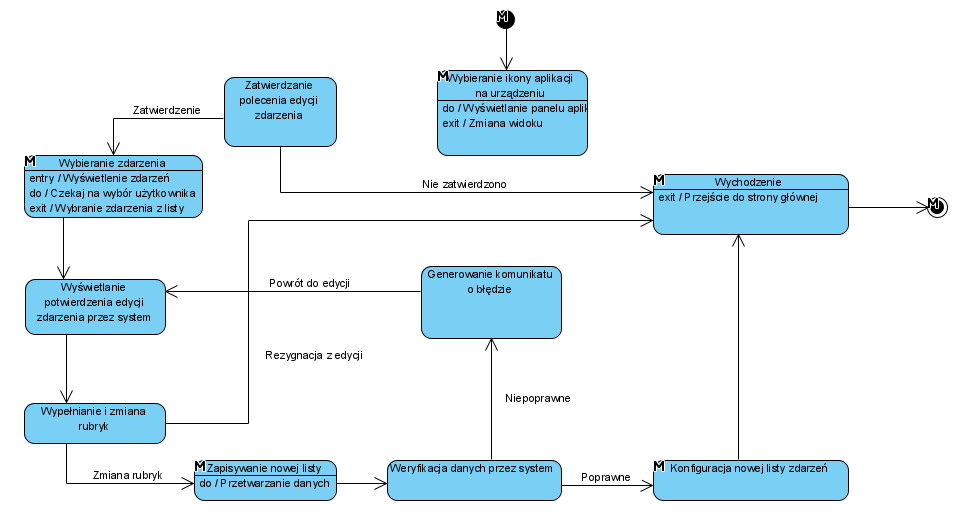 M
M Wybieranie ikony aplikacji
na urządzeniu
do / Wyświetlanie panelu aplik
exit / Zmiana widoku
Zatwierdzanie
polecenia edycji
zdarzenia
Zatwierdzenie
M Wybieranie zdarzenia
entry / Wyświetlenie zdarzeń
do / Czekaj na wybór użytkownika
exit / Wybranie zdarzenia z listy
Nie zatwierdzono
M Wychodzenie
exit / Przejście do strony głównej
M
Wyświetlanie
potwierdzenia edycji
zdarzenia przez system
Powrót do edycji
Generowanie komunikatu
o błędzie
Rezygnacja z edycji
Niepoprawne
Wypełnianie i zmiana
rubryk
Zmiana rubryk
M Zapisywanie nowej listy
do / Przetwarzanie danych
Weryfikacja danych przez system
Poprawne
M Konfiguracja nowej listy zdarzeń